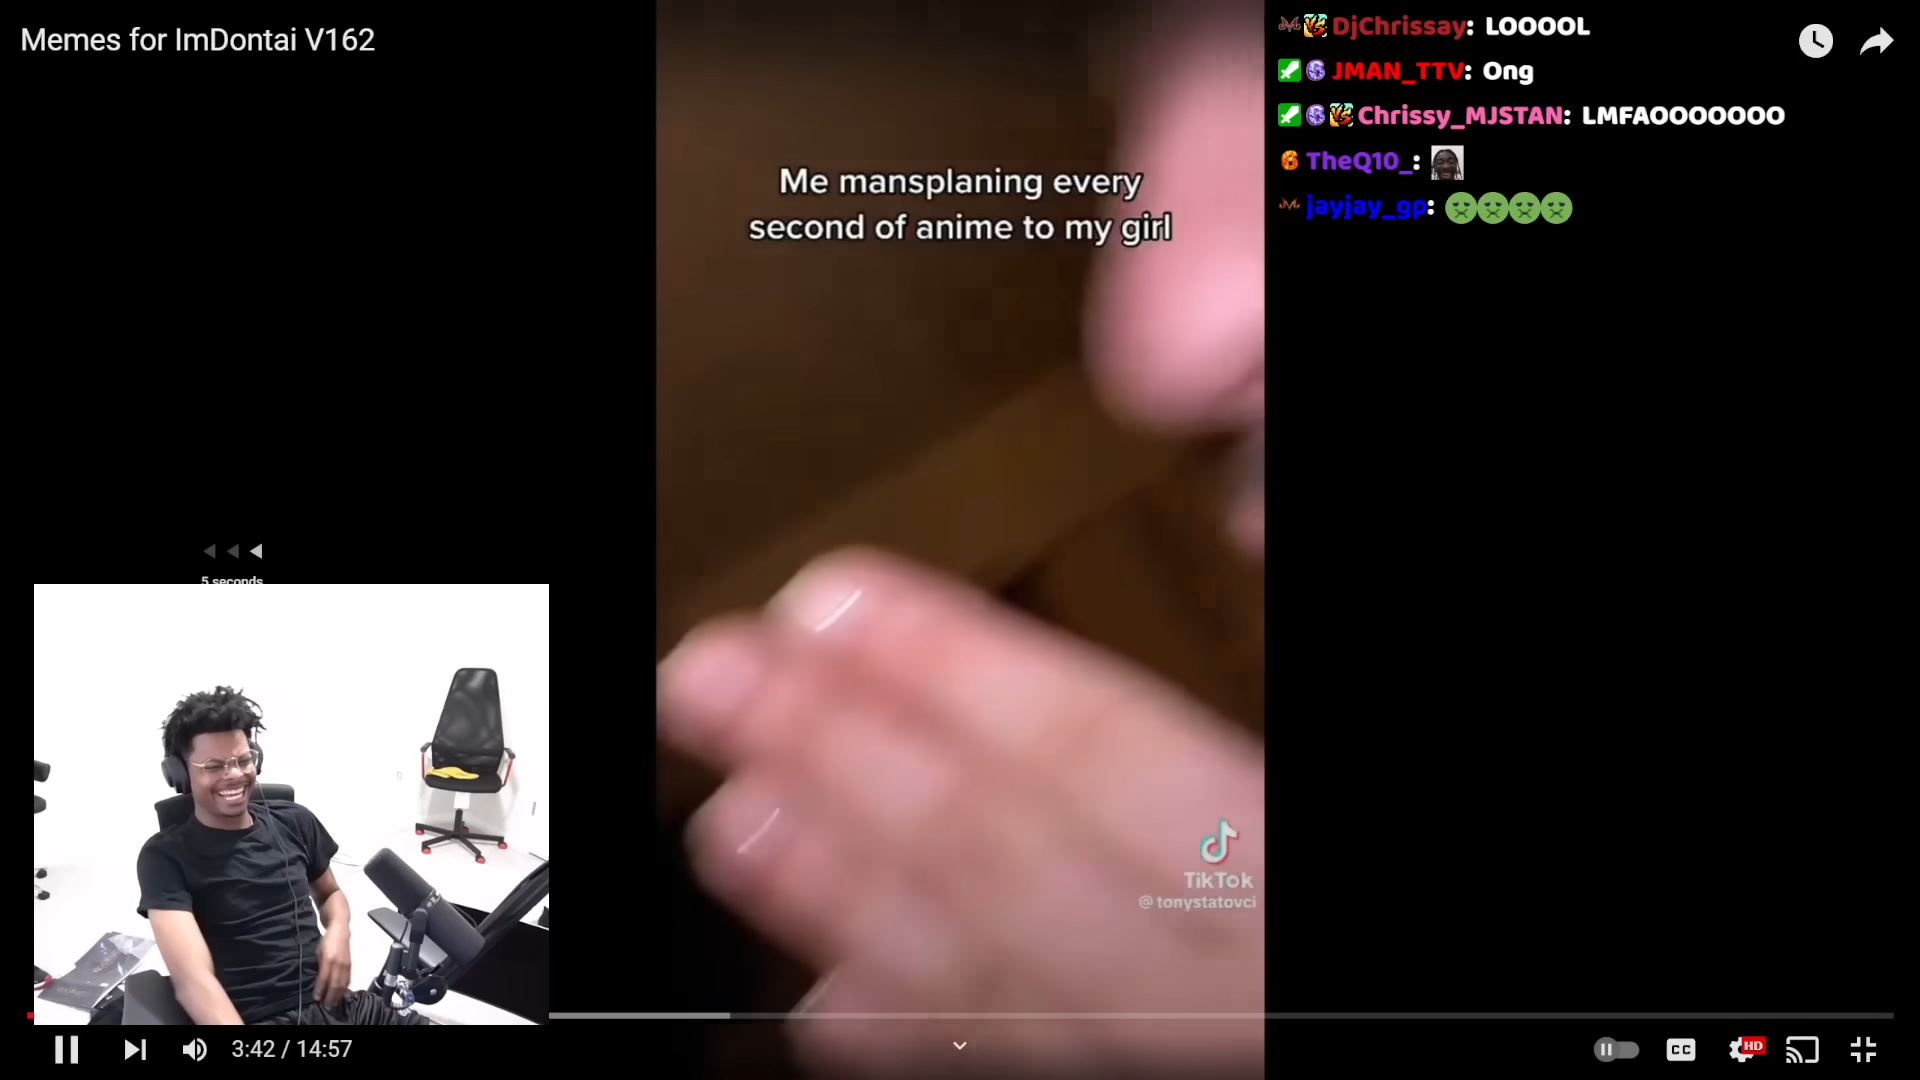 Memes for ImDontai V162
Me mansplaning every
second of anime to my girl
DjChrissay: LOOOOL
JMAN_TTV: Ong
Chrissy_MJSTAN: LMFAOOOOOOO
TheQ10_:
jayjay_gp:
5 seconds
TikTok
@tonystatovci
3:42 / 14:57
CC
HD